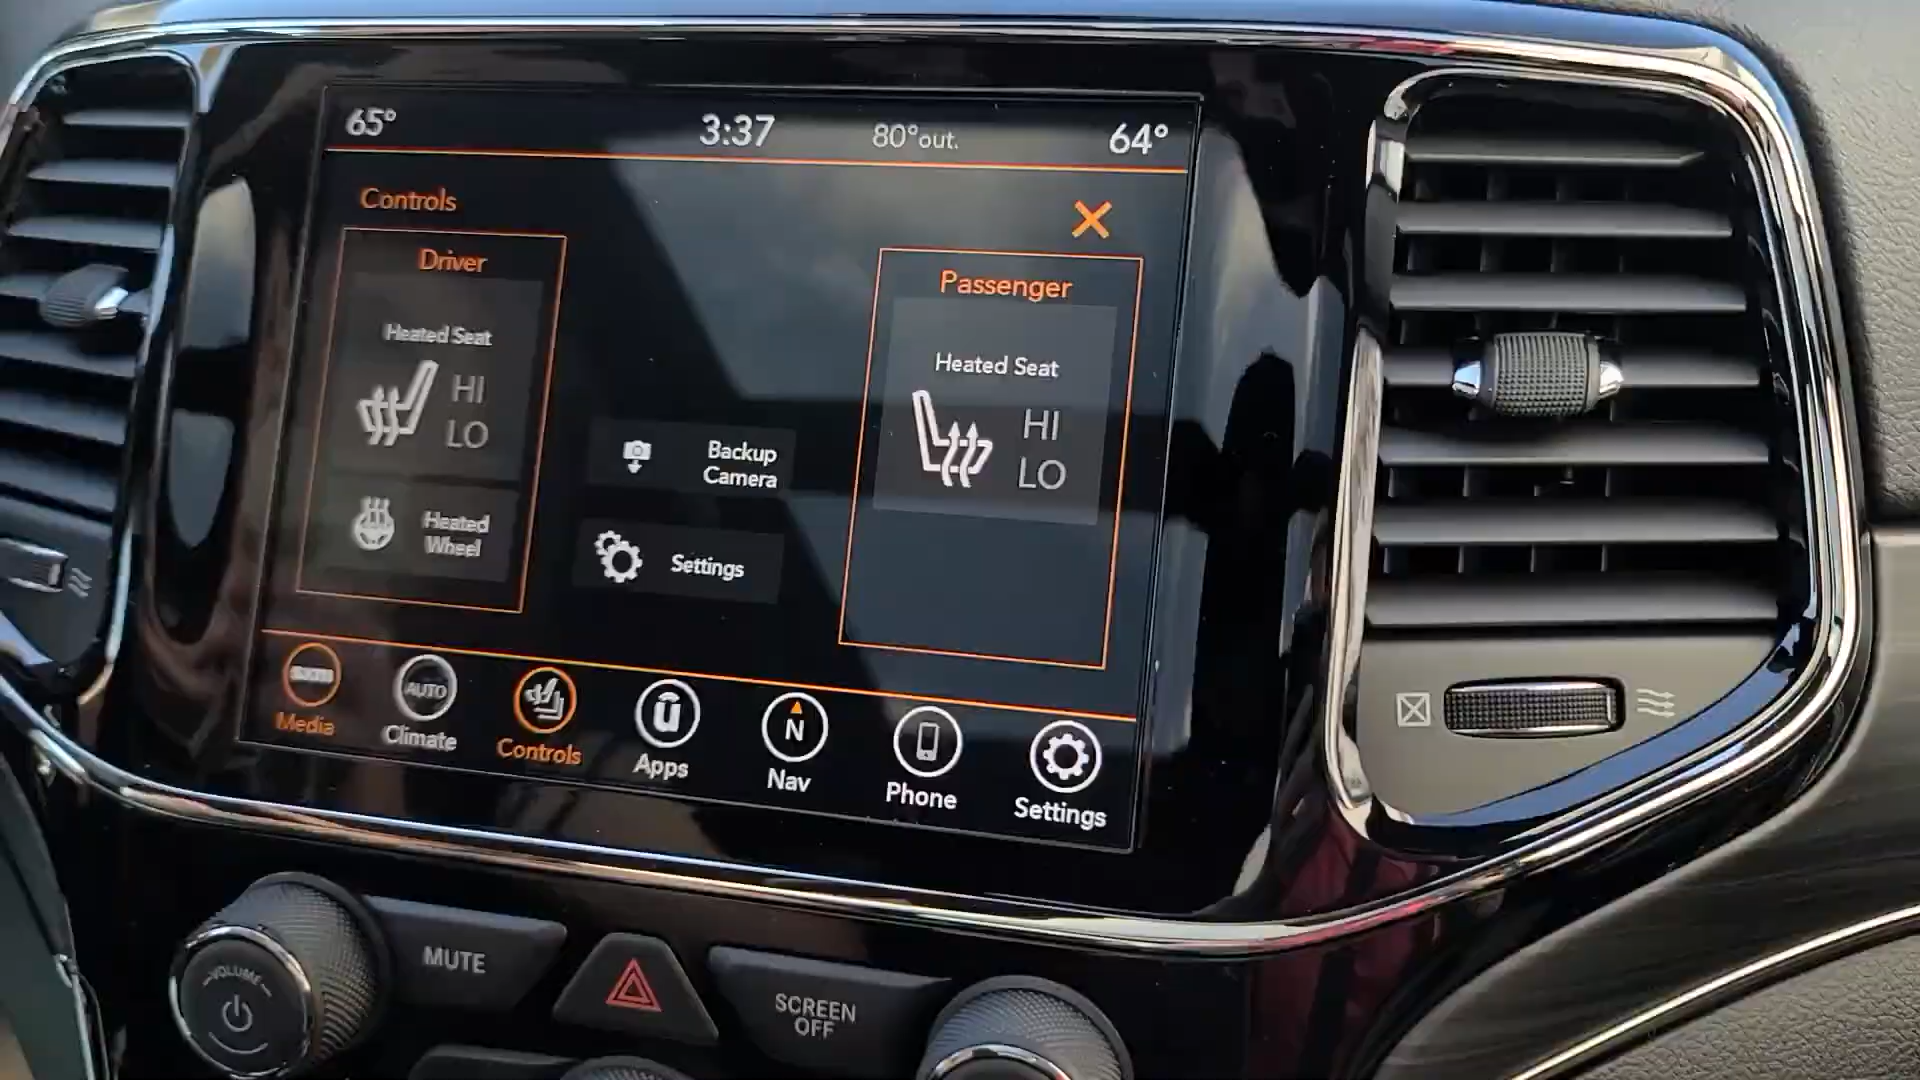 65°
3:37
80°out.
64°
Controls
Driver
Heated Seat
HI
LO
Heated
Wheel
Backup
Camera
Settings
Passenger
Heated Seat
HI
LO
Media
AUTO
Climate
Controls
Apps
N
Nav
Phone
Settings
VOLUME
MUTE
SCREEN
OFF